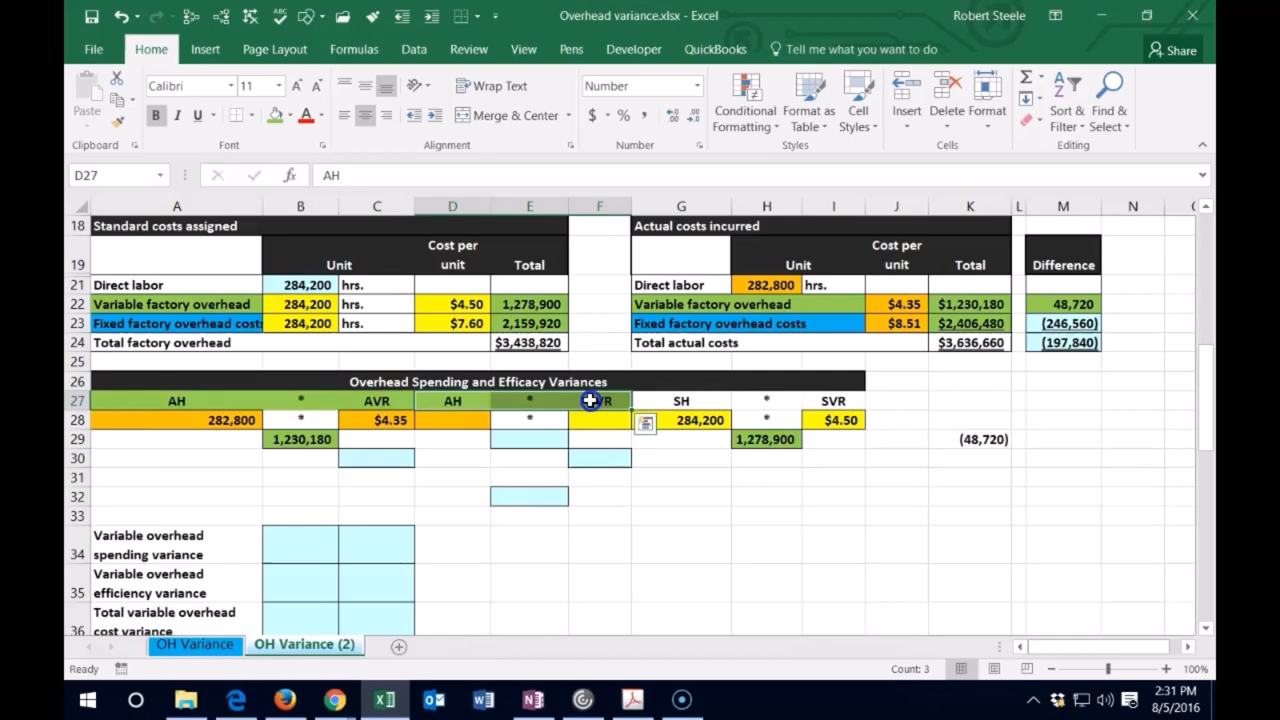 Overhead variance.xlsx - Excel
Robert Steele
File Home Insert Page Layout Formulas Data Review View Pens Developer QuickBooks Tell me what you want to do Share
Paste
Calibri 11
Wrap Text
Number
Conditional Formatting
Format as Table
Cell Styles
Insert Delete Format
Sort & Filter
Find & Select
B I U
Merge & Center
$ % ,
Clipboard Font Alignment Number Styles Cells Editing
D27 fx AH
A B C D E F G H I J K L M N
18 Standard costs assigned Actual costs incurred
19 Unit Cost per unit Total Unit Cost per unit Total Difference
21 Direct labor 284,200 hrs. Direct labor 282,800 hrs.
22 Variable factory overhead 284,200 hrs. $4.50 1,278,900 Variable factory overhead $4.35 $1,230,180 48,720
23 Fixed factory overhead costs 284,200 hrs. $7.60 2,159,920 Fixed factory overhead costs $8.51 $2,406,480 (246,560)
24 Total factory overhead $3,438,820 Total actual costs $3,636,660 (197,840)
25
26 Overhead Spending and Efficacy Variances
27 AH * AVR AH * SH * SVR
28 282,800 * $4.35 * 284,200 * $4.50
29 1,230,180 1,278,900 (48,720)
30
31
32
33
34 Variable overhead spending variance
35 Variable overhead efficiency variance
36 Total variable overhead cost variance
OH Variance OH Variance (2)
Ready Count: 3 100%
2:31 PM
8/5/2016